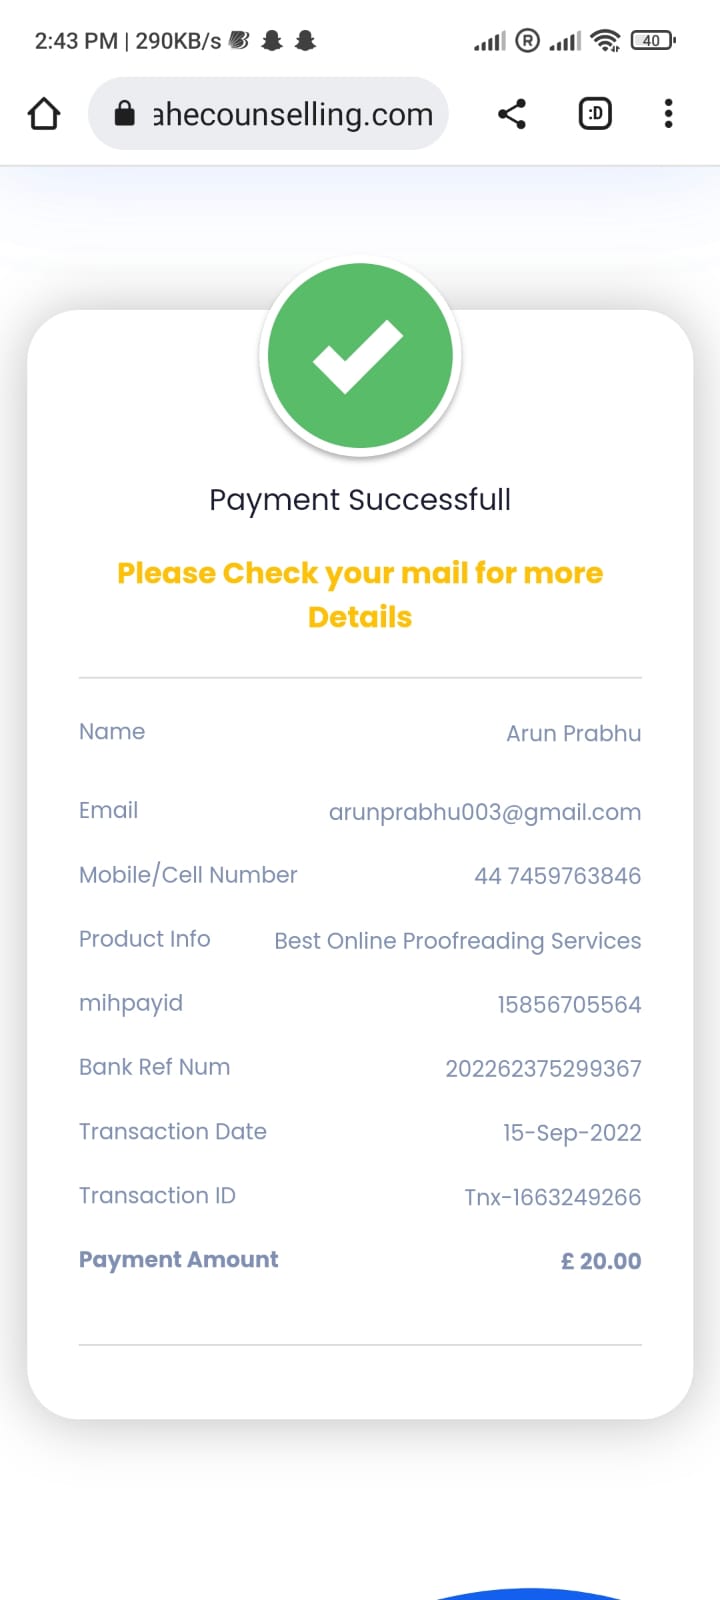 2:43 PM | 290KB/s
R
40
ahecounselling.com
:D
Payment Successfull
Please Check your mail for more
Details
Name Arun Prabhu
Email arunprabhu003@gmail.com
Mobile/Cell Number 44 7459763846
Product Info Best Online Proofreading Services
mihpayid 15856705564
Bank Ref Num 202262375299367
Transaction Date 15-Sep-2022
Transaction ID Tnx-1663249266
Payment Amount £ 20.00